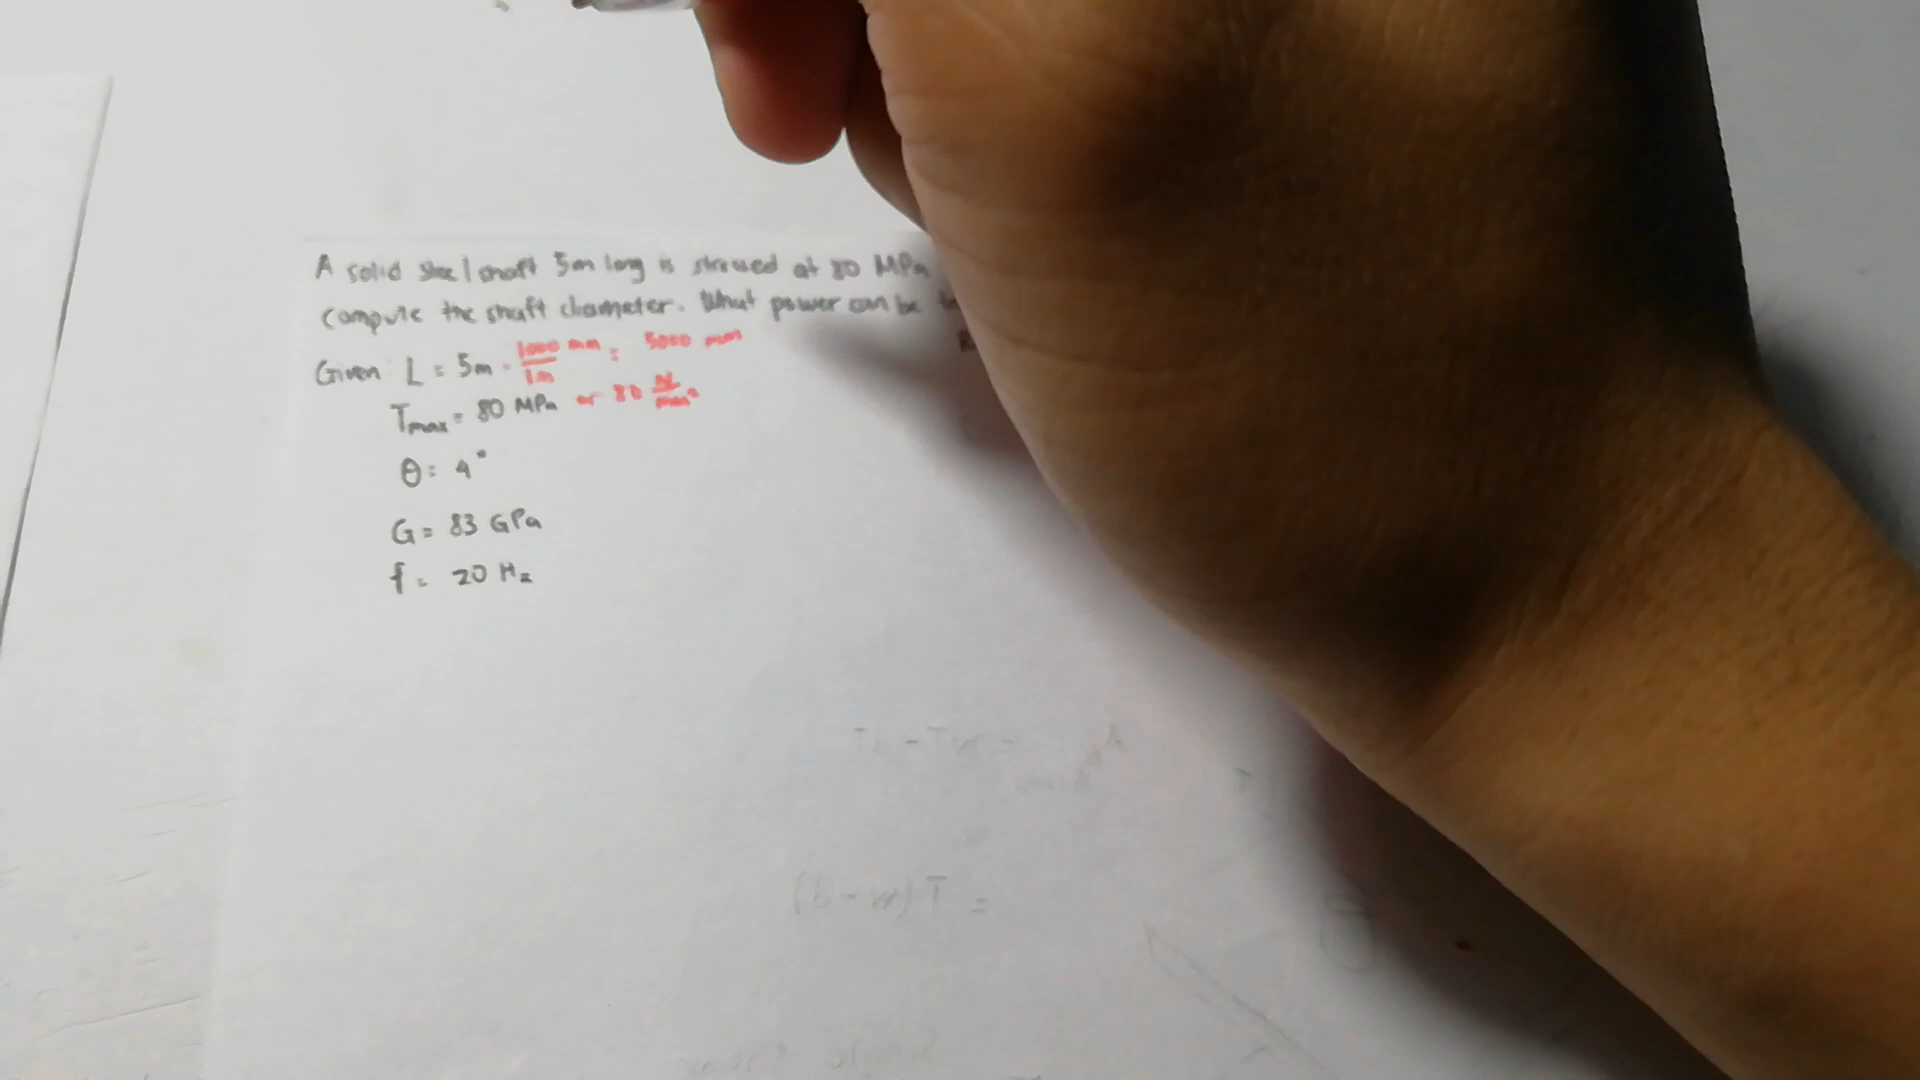 A solid steel shaft 5m long is stressed at 80 MPa
compute the shaft diameter. What power can be
Given: L = 5m · 1000 mm / 1m = 5000 mm
Tmax = 80 MPa or 80 N/mm²
θ = 4°
G = 83 GPa
f = 20 Hz
(b - w) T =